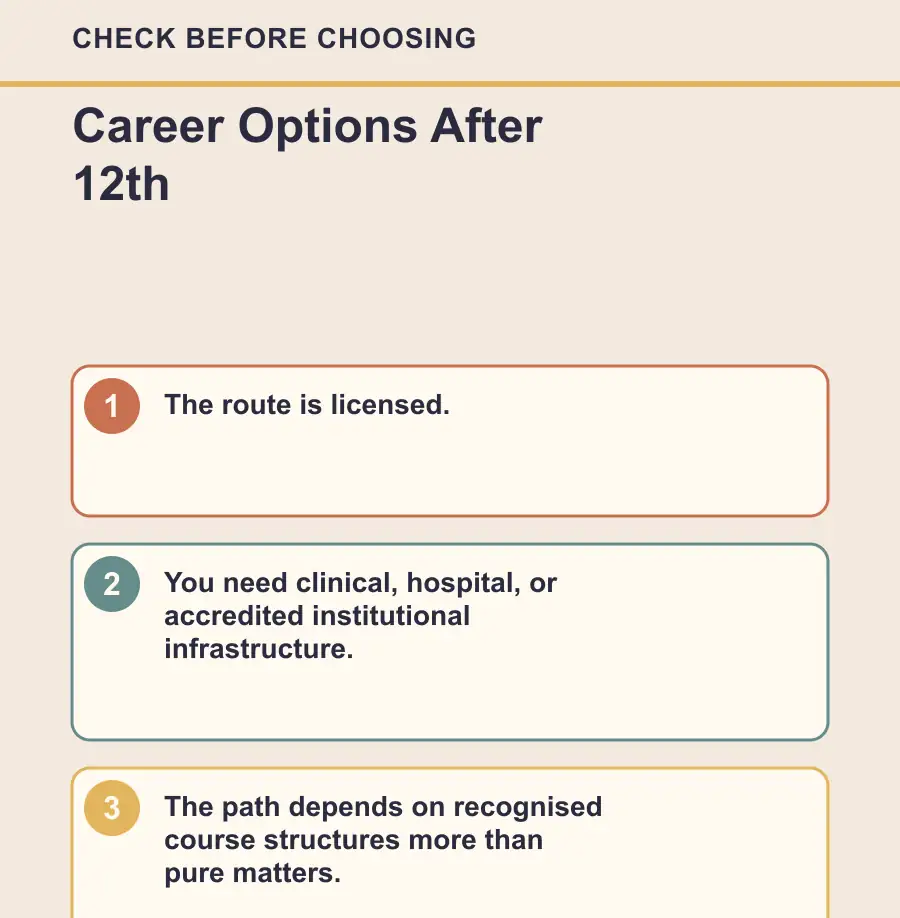 CHECK BEFORE CHOOSING
Career Options After
12th
1
The route is licensed.
2
You need clinical, hospital, or
accredited institutional
infrastructure.
3
The path depends on recognised
course structures more than
pure matters.